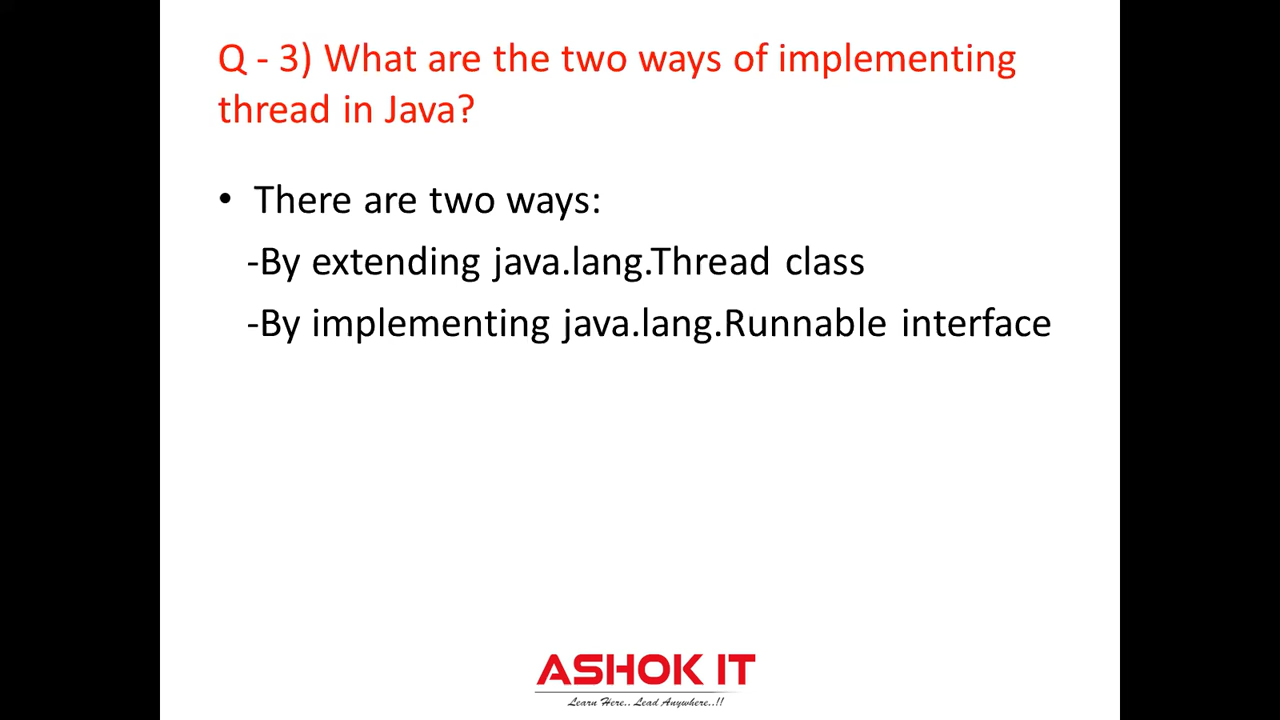 Q - 3) What are the two ways of implementing
thread in Java?
• There are two ways:
-By extending java.lang.Thread class
-By implementing java.lang.Runnable interface
ASHOK IT
Learn Here.. Lead Anywhere..!!